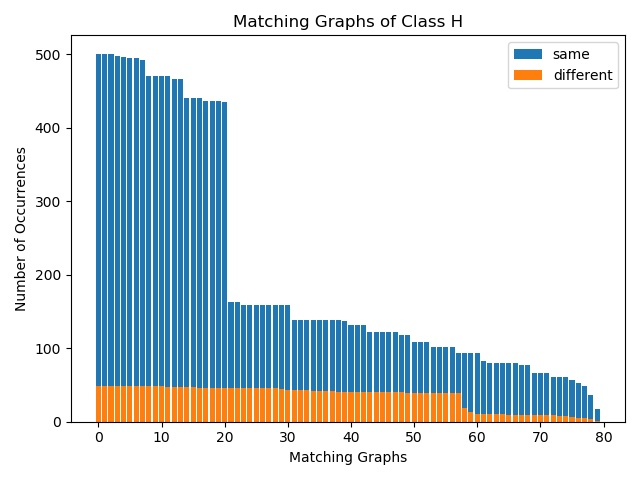 Matching Graphs of Class H
same
different
Number of Occurrences
500
400
300
200
100
0
0 10 20 30 40 50 60 70 80
Matching Graphs